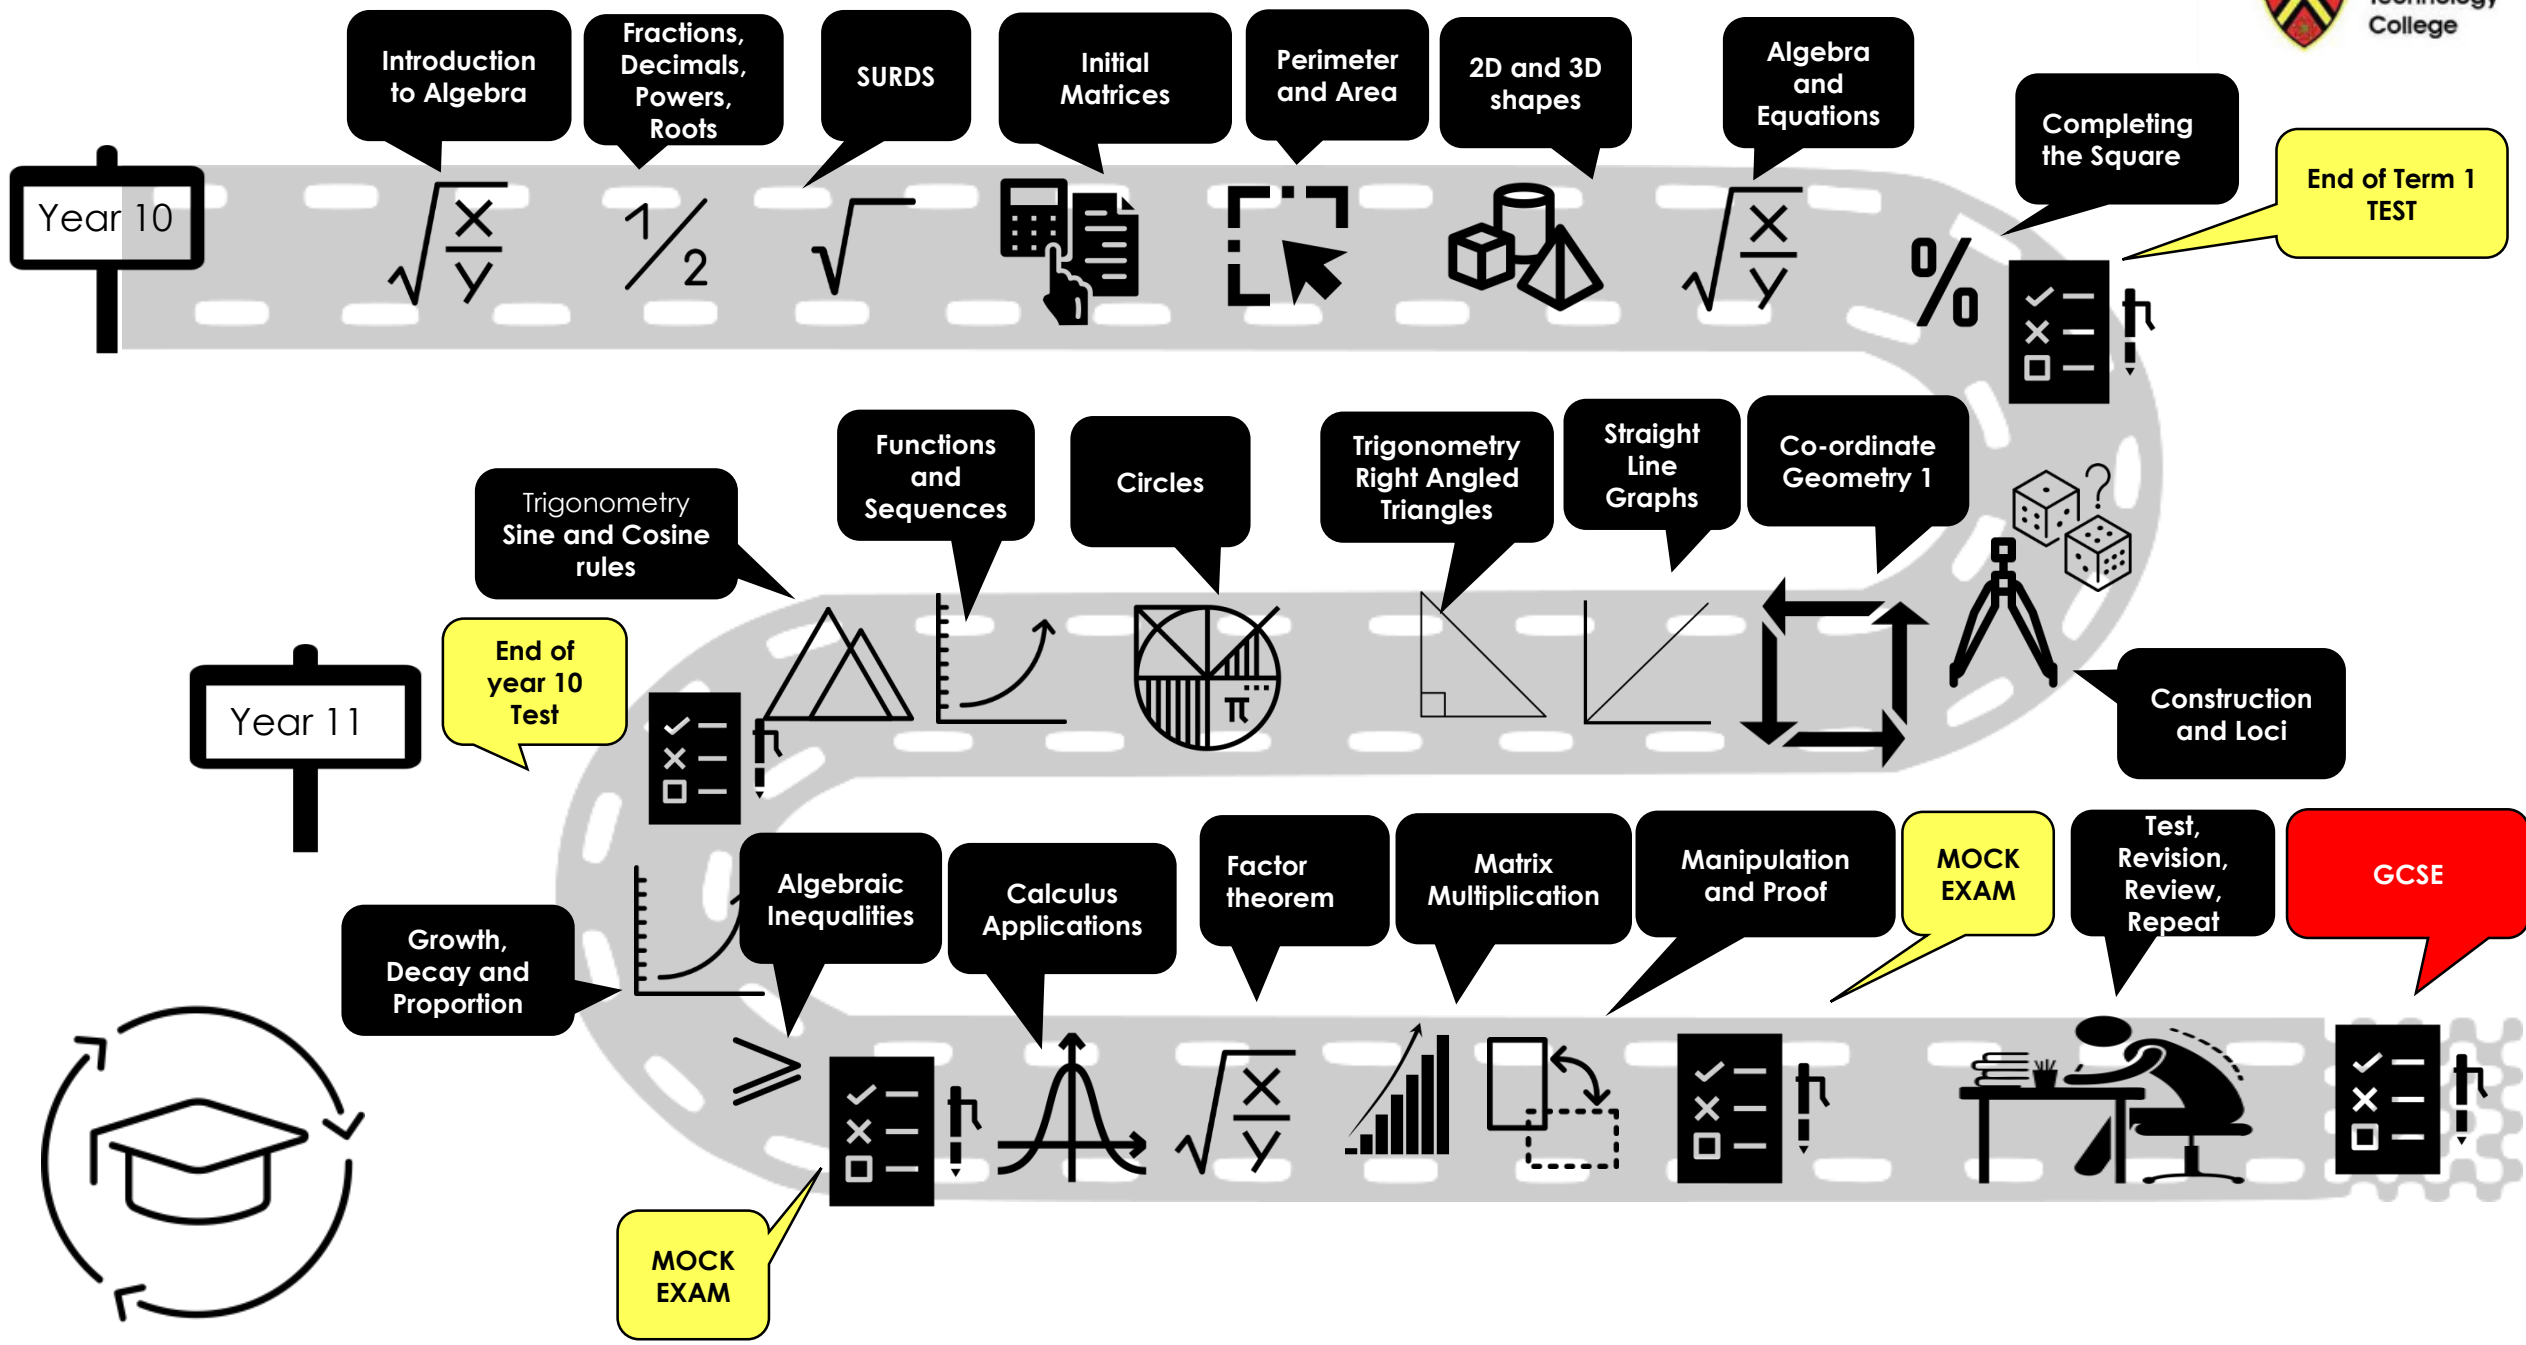 Technology
College
Introduction
to Algebra
Fractions,
Decimals,
Powers,
Roots
SURDS
Initial
Matrices
Perimeter
and Area
2D and 3D
shapes
Algebra
and
Equations
Completing
the Square
End of Term 1
TEST
Year 10
X
Y
1/2
X
Y
%
Trigonometry
Sine and Cosine
rules
Functions
and
Sequences
Circles
Trigonometry
Right Angled
Triangles
Straight
Line
Graphs
Co-ordinate
Geometry 1
?
Construction
and Loci
π
End of
year 10
Test
Year 11
Growth,
Decay and
Proportion
Algebraic
Inequalities
Calculus
Applications
Factor
theorem
Matrix
Multiplication
Manipulation
and Proof
MOCK
EXAM
Test,
Revision,
Review,
Repeat
GCSE
X
Y
MOCK
EXAM